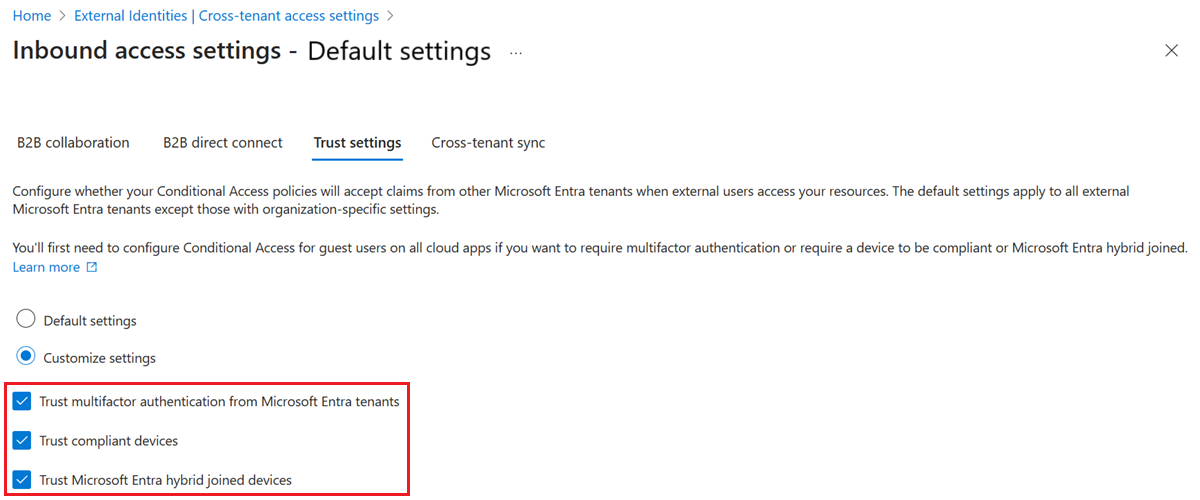 Home > External Identities | Cross-tenant access settings >
Inbound access settings - Default settings ...
B2B collaboration B2B direct connect Trust settings Cross-tenant sync
Configure whether your Conditional Access policies will accept claims from other Microsoft Entra tenants when external users access your resources. The default settings apply to all external
Microsoft Entra tenants except those with organization-specific settings.
You'll first need to configure Conditional Access for guest users on all cloud apps if you want to require multifactor authentication or require a device to be compliant or Microsoft Entra hybrid joined.
Learn more
Default settings
Customize settings
Trust multifactor authentication from Microsoft Entra tenants
Trust compliant devices
Trust Microsoft Entra hybrid joined devices